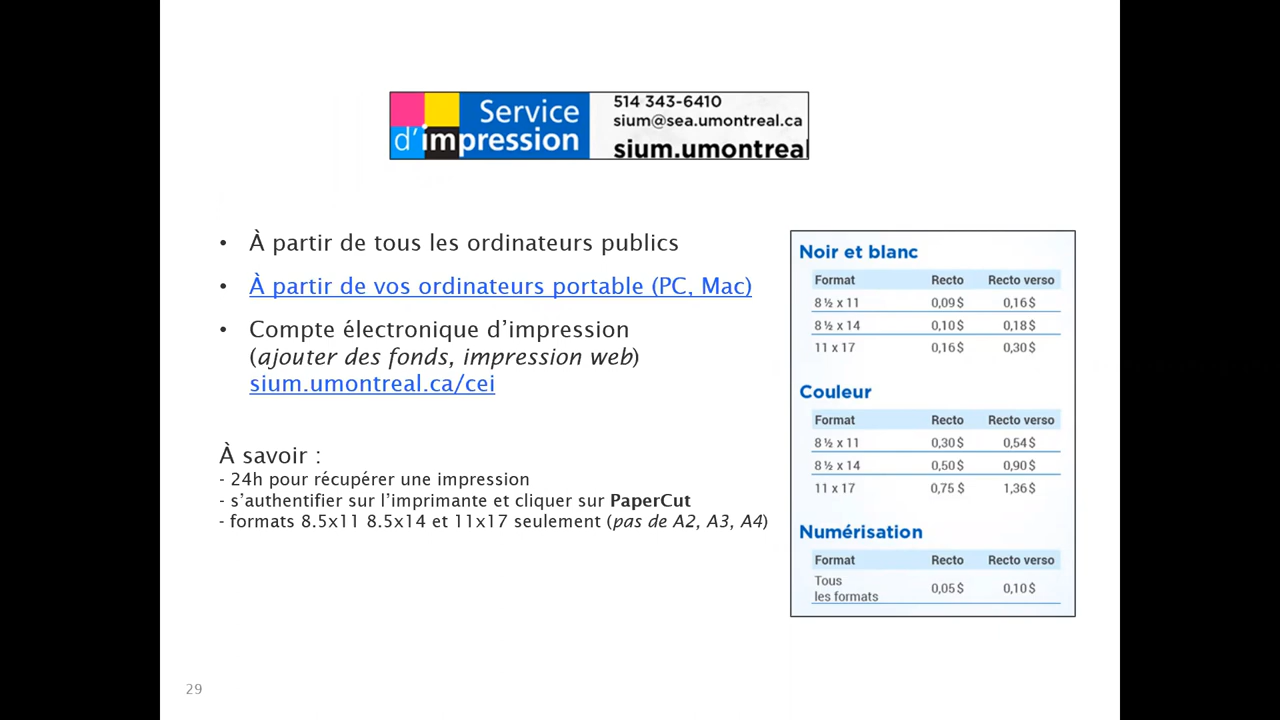 Service
d'impression
514 343-6410
sium@sea.umontreal.ca
sium.umontreal
• À partir de tous les ordinateurs publics
• À partir de vos ordinateurs portable (PC, Mac)
• Compte électronique d’impression
(ajouter des fonds, impression web)
sium.umontreal.ca/cei
À savoir :
- 24h pour récupérer une impression
- s’authentifier sur l’imprimante et cliquer sur PaperCut
- formats 8.5x11 8.5x14 et 11x17 seulement (pas de A2, A3, A4)
Noir et blanc
Format Recto Recto verso
8 ½ x 11 0,09 $ 0,16 $
8 ½ x 14 0,10 $ 0,18 $
11 x 17 0,16 $ 0,30 $
Couleur
Format Recto Recto verso
8 ½ x 11 0,30 $ 0,54 $
8 ½ x 14 0,50 $ 0,90 $
11 x 17 0,75 $ 1,36 $
Numérisation
Format Recto Recto verso
Tous
les formats 0,05 $ 0,10 $
29